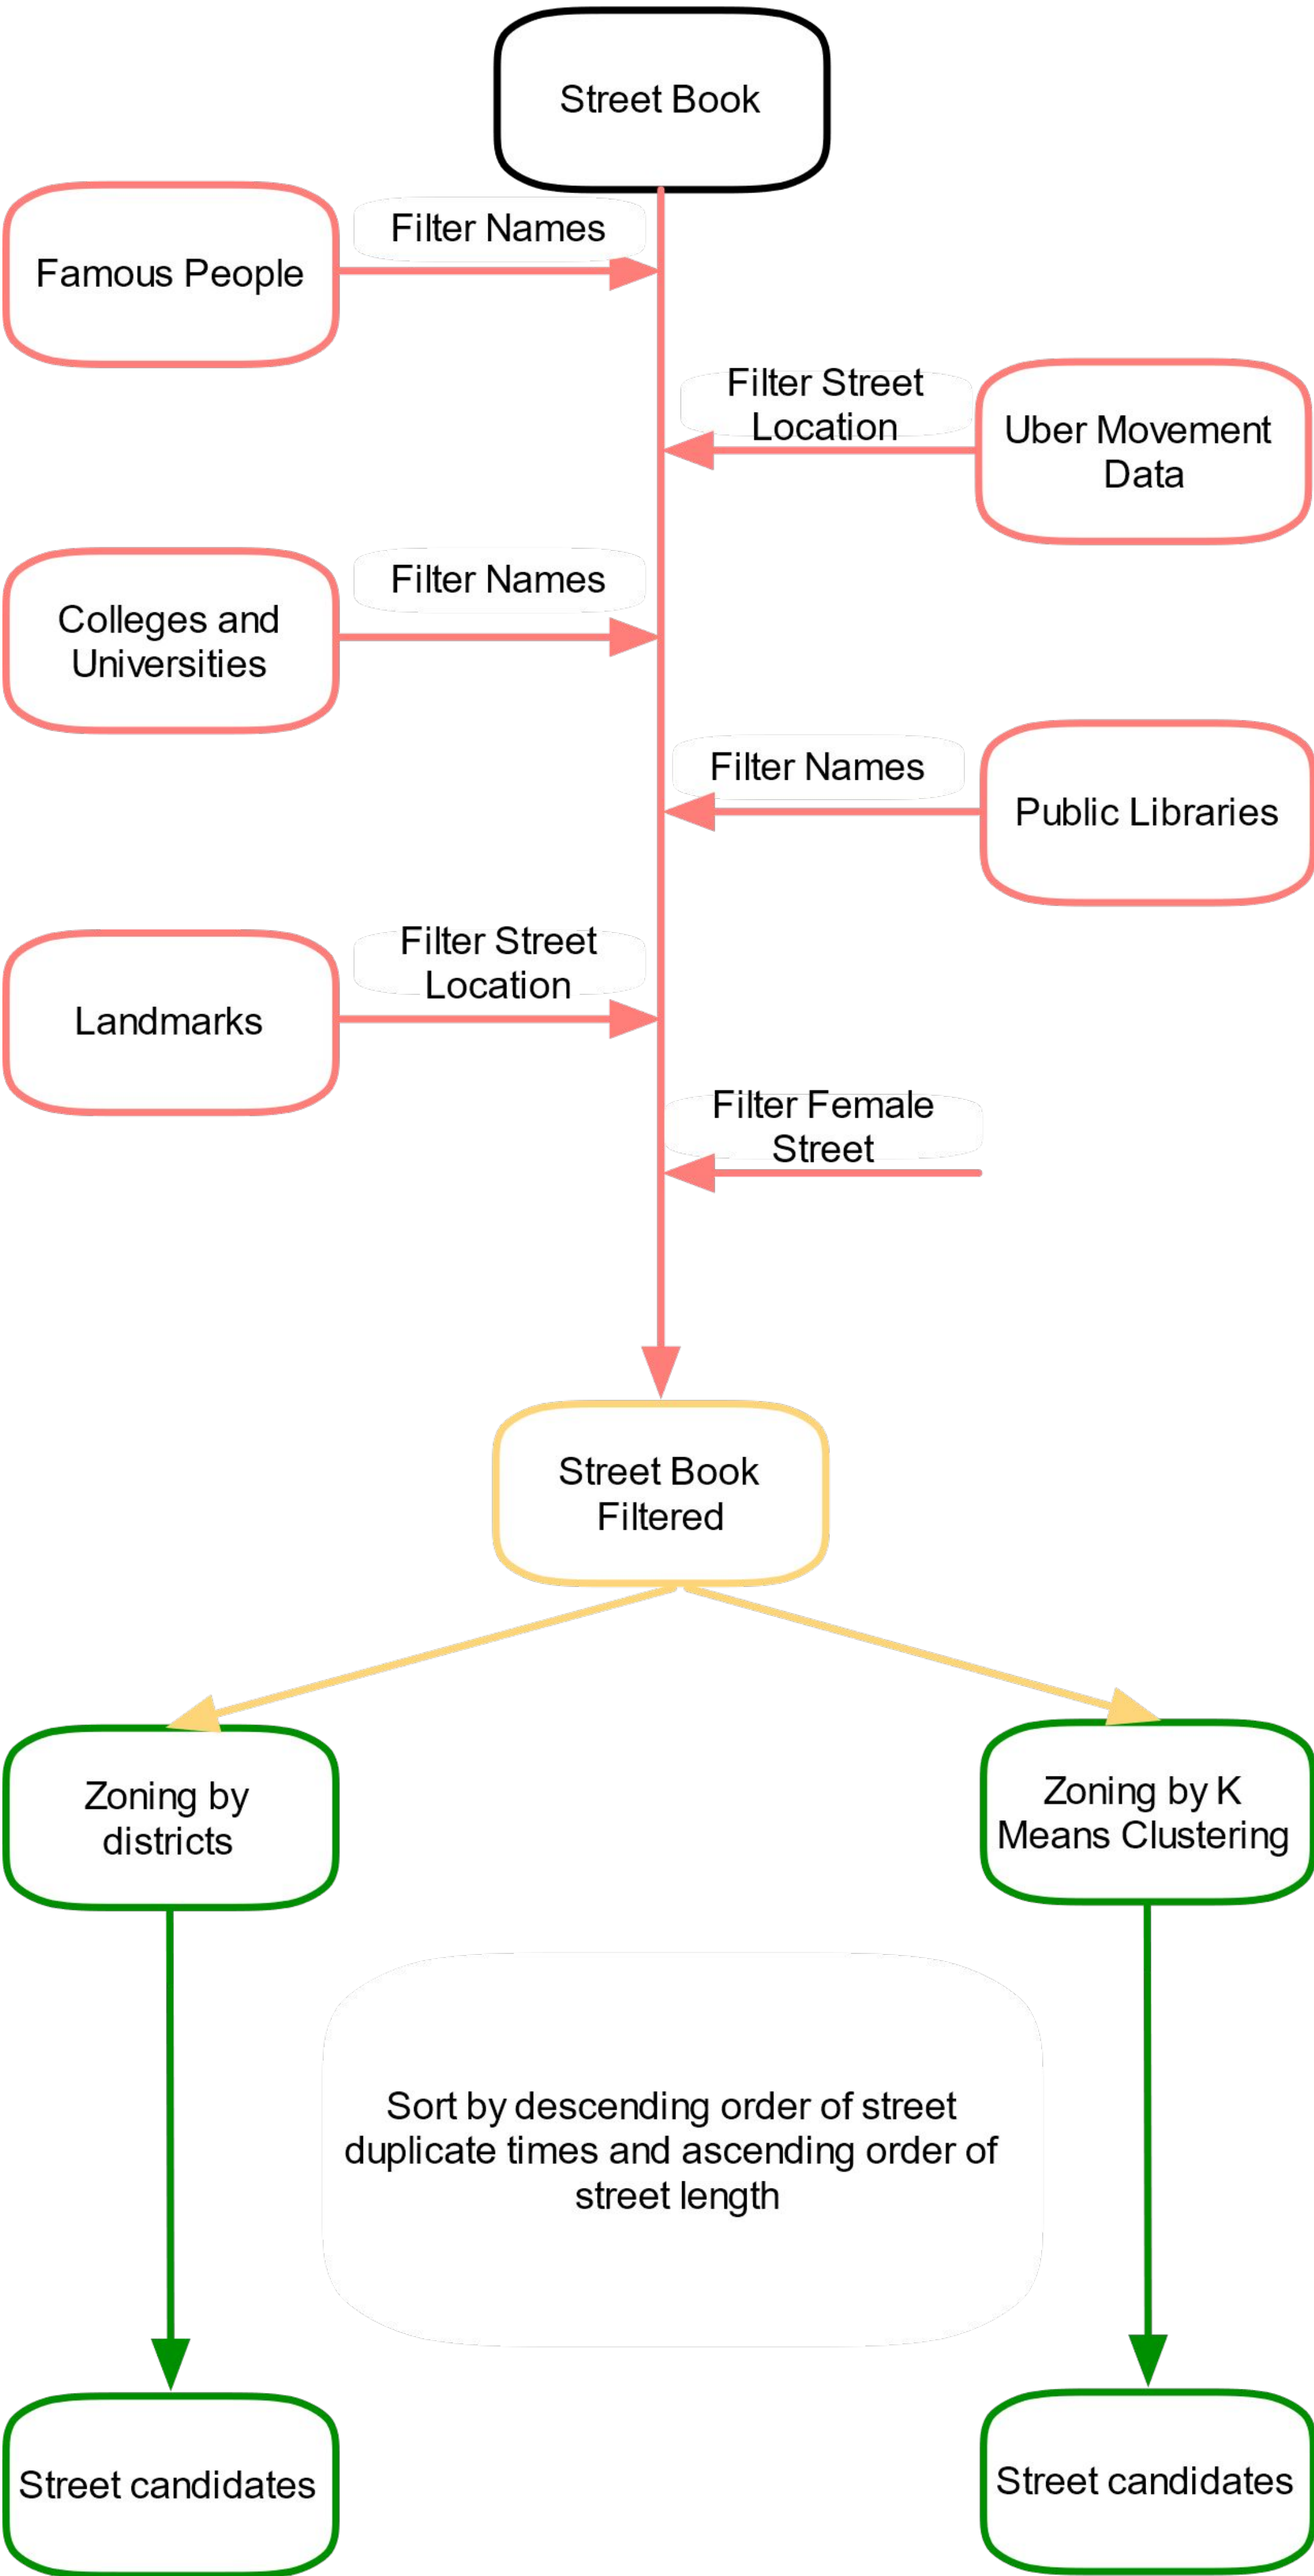 Street Book
Filter Names
Famous People
Filter Street
Location
Uber Movement
Data
Filter Names
Colleges and
Universities
Filter Names
Public Libraries
Filter Street
Location
Landmarks
Filter Female
Street
Street Book
Filtered
Zoning by
districts
Zoning by K
Means Clustering
Sort by descending order of street
duplicate times and ascending order of
street length
Street candidates
Street candidates